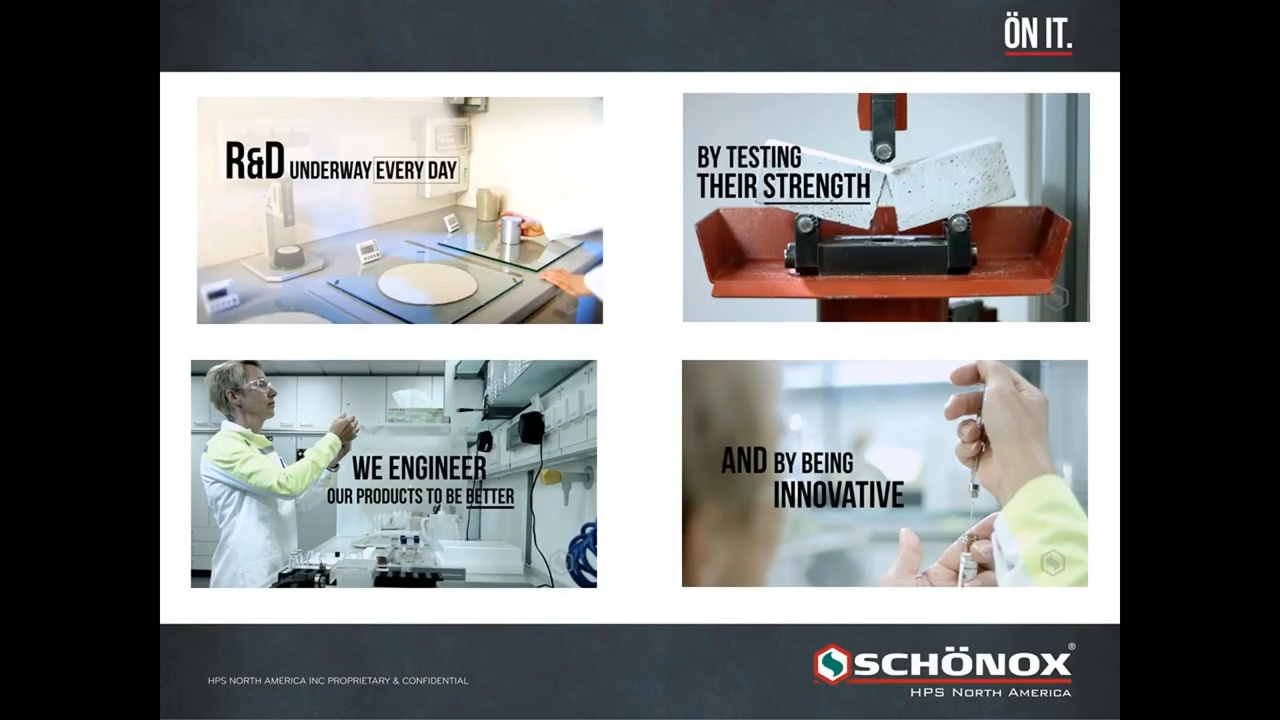 ÖN IT.
R&D UNDERWAY EVERY DAY
BY TESTING
THEIR STRENGTH
WE ENGINEER
OUR PRODUCTS TO BE BETTER
AND BY BEING
INNOVATIVE
HPS NORTH AMERICA INC PROPRIETARY & CONFIDENTIAL
SCHÖNOX®
HPS NORTH AMERICA